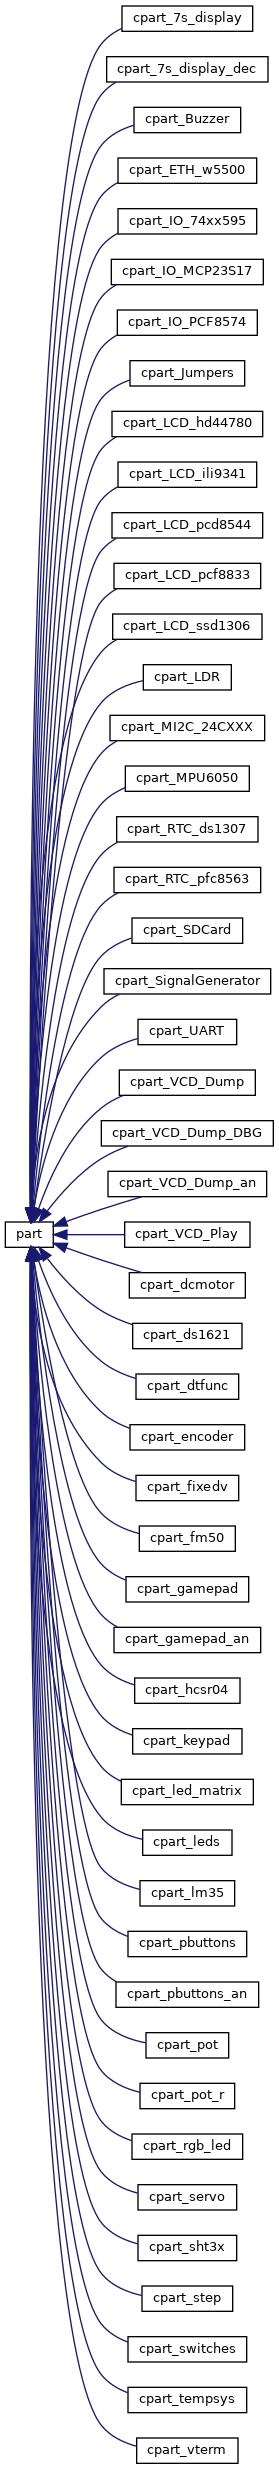 cpart_7s_display
cpart_7s_display_dec
cpart_Buzzer
cpart_ETH_w5500
cpart_IO_74xx595
cpart_IO_MCP23S17
cpart_IO_PCF8574
cpart_Jumpers
cpart_LCD_hd44780
cpart_LCD_ili9341
cpart_LCD_pcd8544
cpart_LCD_pcf8833
cpart_LCD_ssd1306
cpart_LDR
cpart_MI2C_24CXXX
cpart_MPU6050
cpart_RTC_ds1307
cpart_RTC_pfc8563
cpart_SDCard
cpart_SignalGenerator
cpart_UART
cpart_VCD_Dump
cpart_VCD_Dump_DBG
cpart_VCD_Dump_an
part
cpart_VCD_Play
cpart_dcmotor
cpart_ds1621
cpart_dtfunc
cpart_encoder
cpart_fixedv
cpart_fm50
cpart_gamepad
cpart_gamepad_an
cpart_hcsr04
cpart_keypad
cpart_led_matrix
cpart_leds
cpart_lm35
cpart_pbuttons
cpart_pbuttons_an
cpart_pot
cpart_pot_r
cpart_rgb_led
cpart_servo
cpart_sht3x
cpart_step
cpart_switches
cpart_tempsys
cpart_vterm